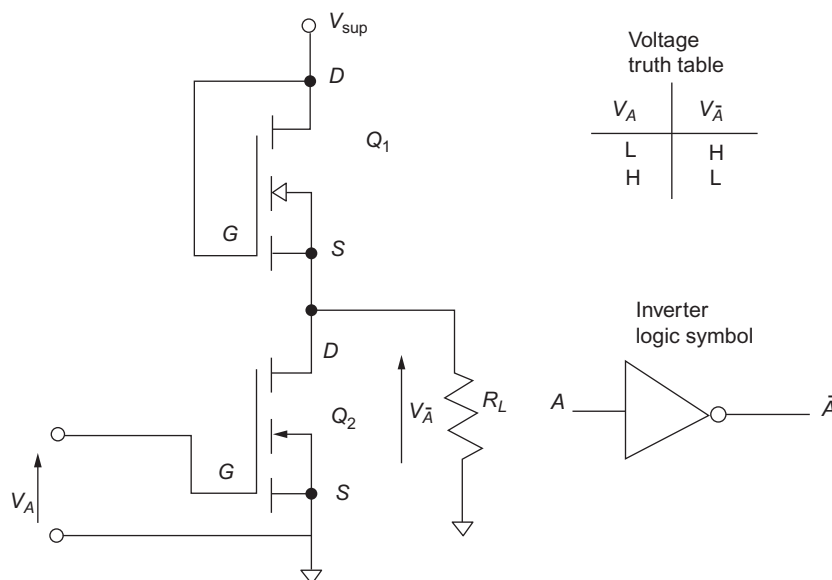 V_sup
D
Q_1
G
S
D
Q_2
G
S
V_A
V_Ā
R_L
Voltage
truth table
V_A V_Ā
L H
H L
Inverter
logic symbol
A Ā